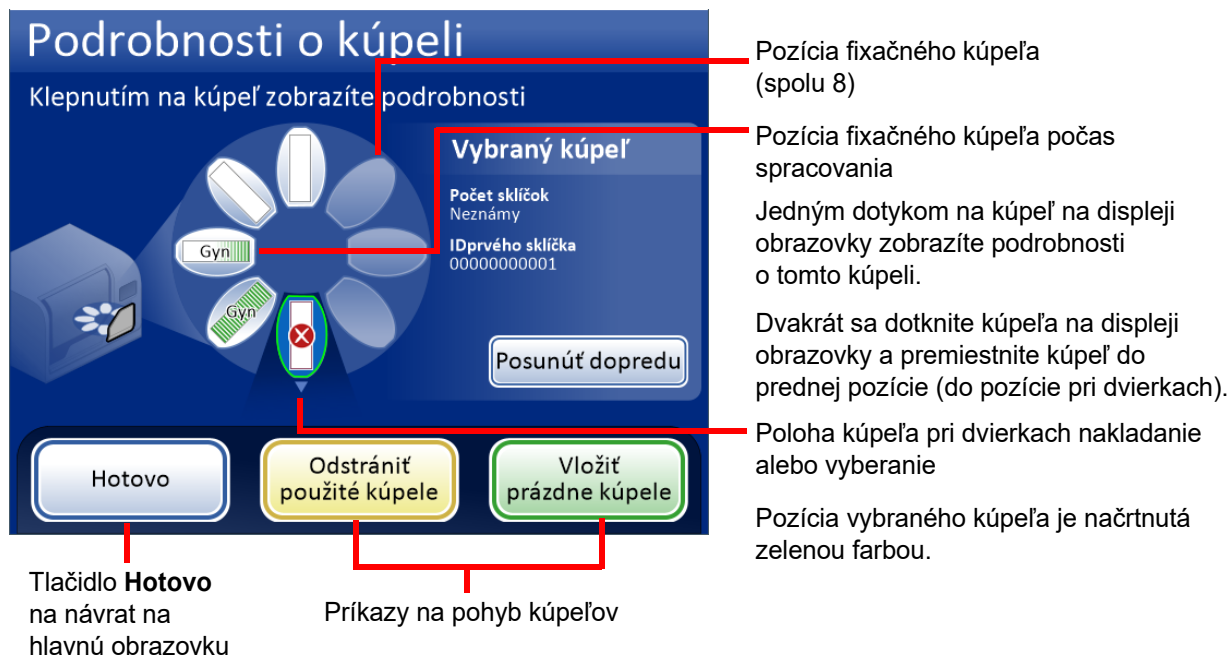 Podrobnosti o kúpeli
Klepnutím na kúpeľ zobrazíte podrobnosti
Gyn
Gyn
Vybraný kúpeľ
Počet sklíčok
Neznámy
IDprvého sklíčka
00000000001
Posunúť dopredu
Hotovo
Odstrániť
použité kúpele
Vložiť
prázdne kúpele
Pozícia fixačného kúpeľa
(spolu 8)
Pozícia fixačného kúpeľa počas
spracovania
Jedným dotykom na kúpeľ na displeji
obrazovky zobrazíte podrobnosti
o tomto kúpeli.
Dvakrát sa dotknite kúpeľa na displeji
obrazovky a premiestnite kúpeľ do
prednej pozície (do pozície pri dvierkach).
Poloha kúpeľa pri dvierkach nakladanie
alebo vyberanie
Pozícia vybraného kúpeľa je načrtnutá
zelenou farbou.
Tlačidlo Hotovo
na návrat na
hlavnú obrazovku
Príkazy na pohyb kúpeľov